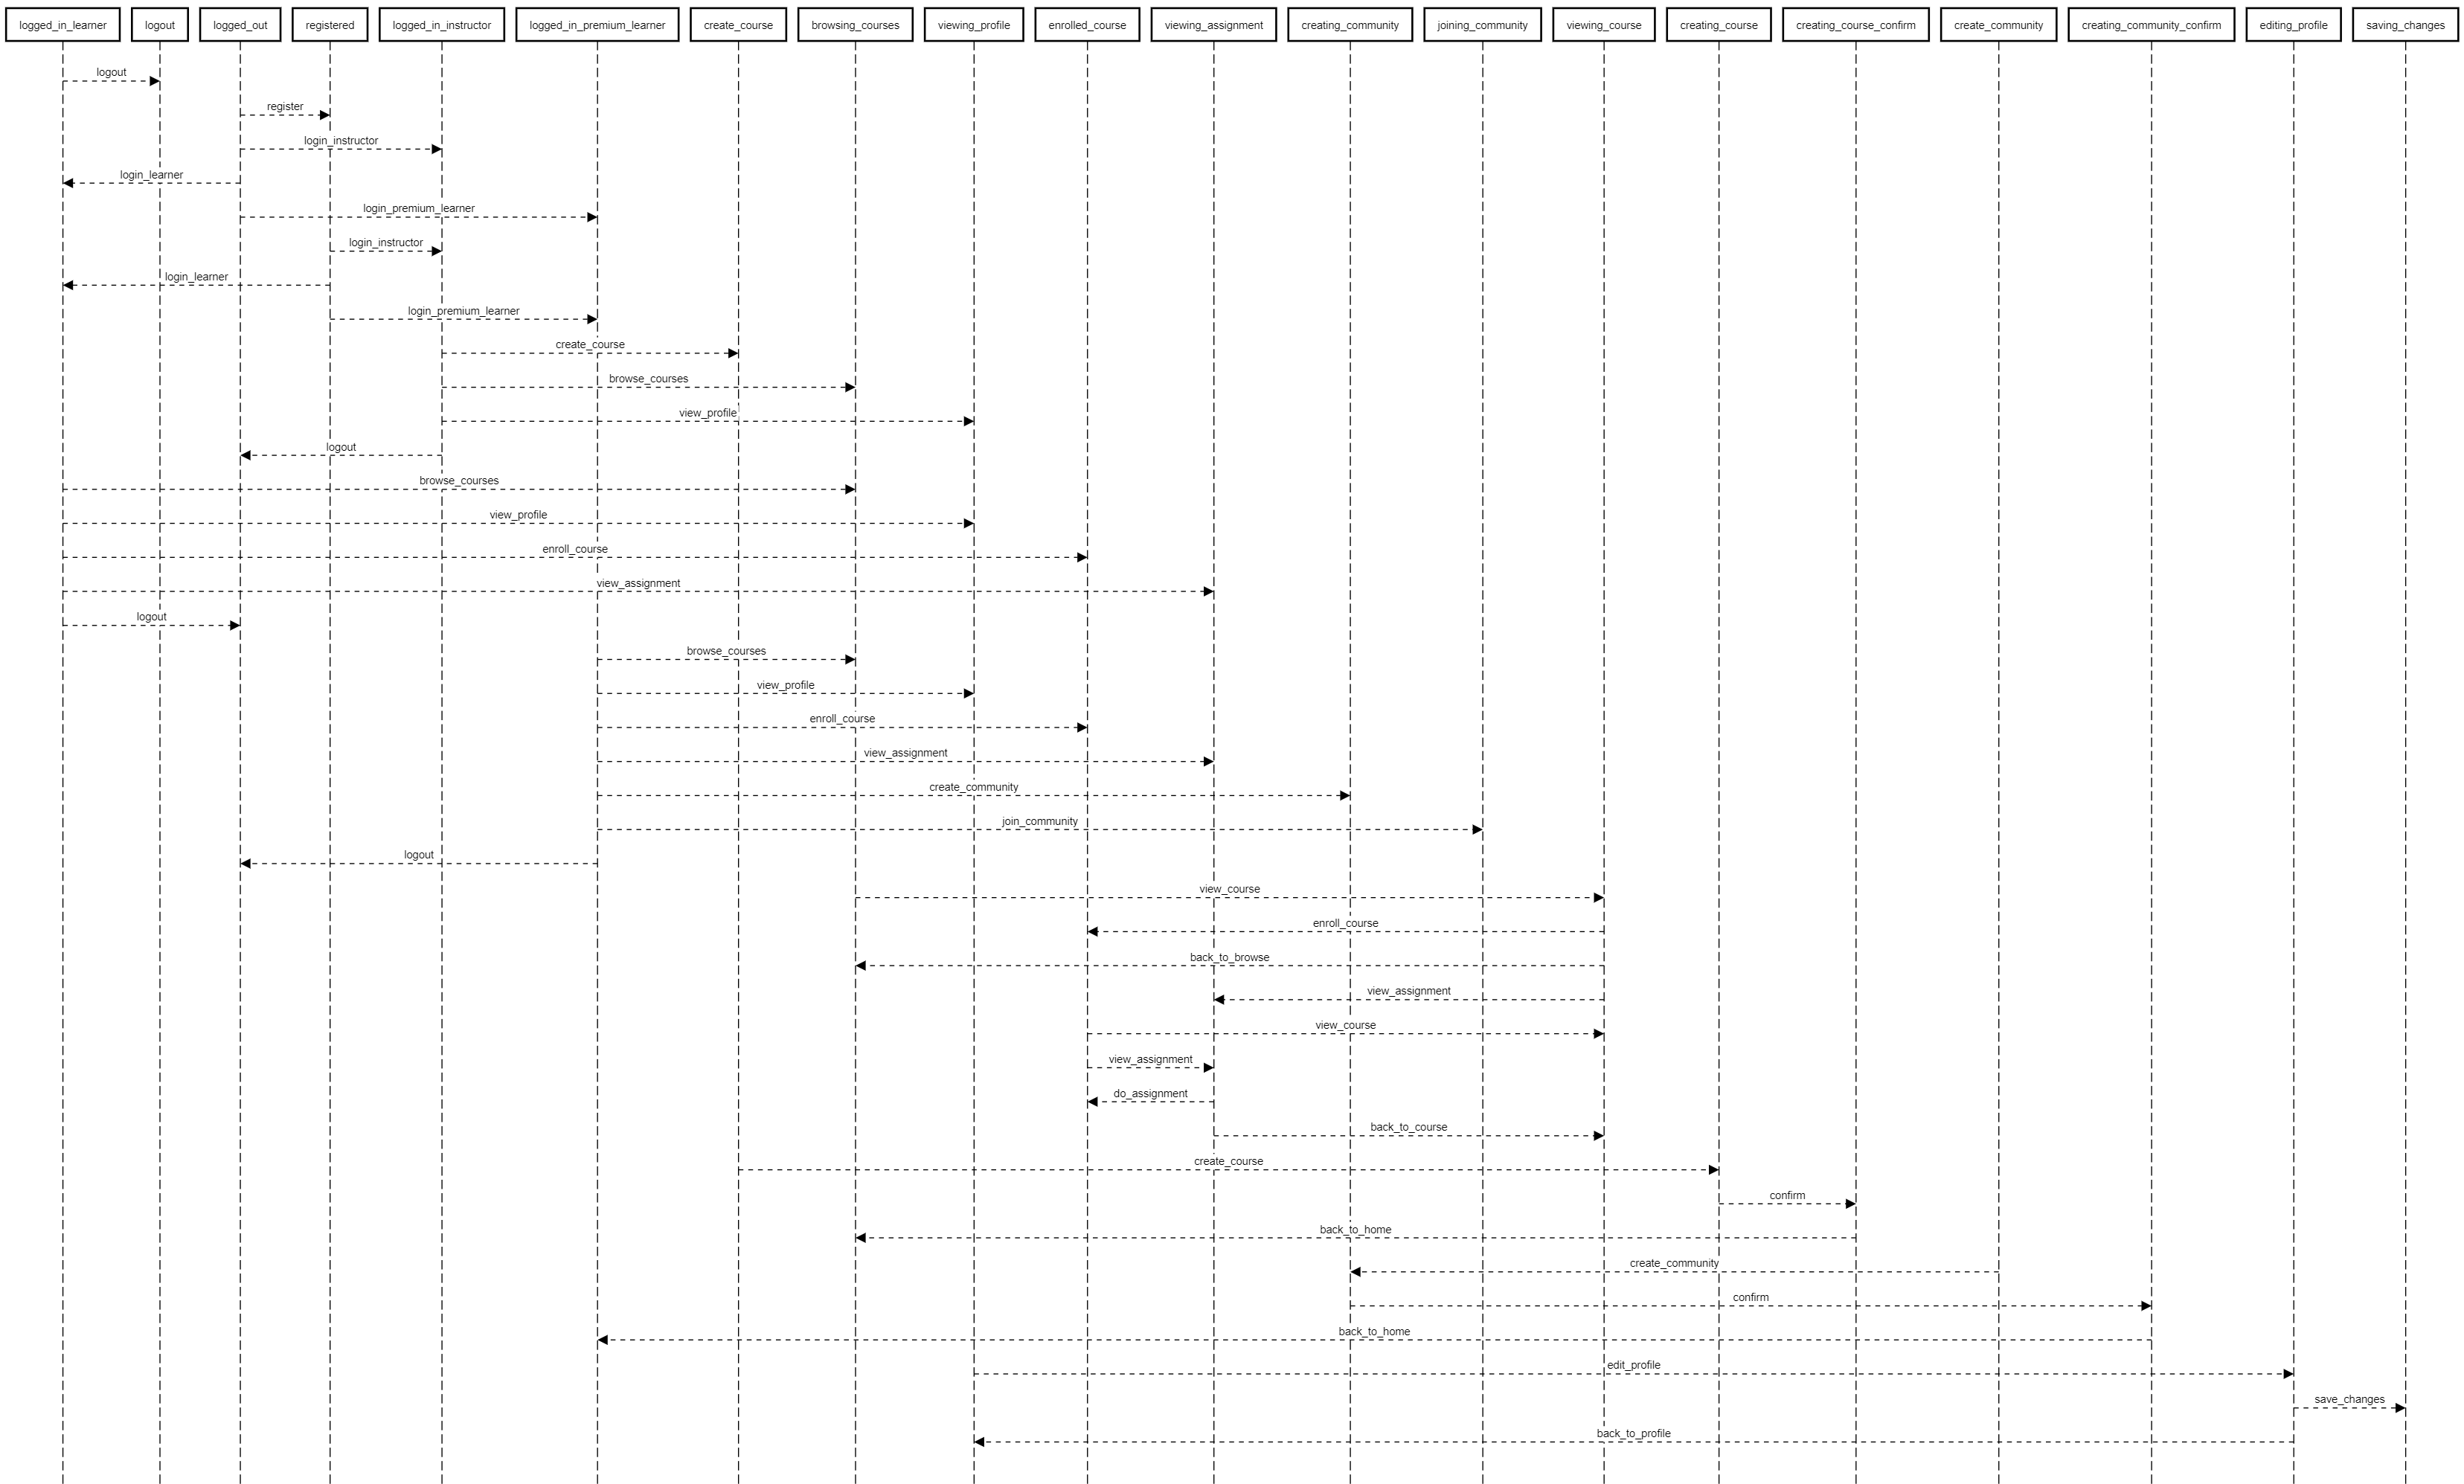 logged_in_learner
logout
logged_out
registered
logged_in_instructor
logged_in_premium_learner
create_course
browsing_courses
viewing_profile
enrolled_course
viewing_assignment
creating_community
joining_community
viewing_course
creating_course
creating_course_confirm
create_community
creating_community_confirm
editing_profile
saving_changes
logout
register
login_instructor
login_learner
login_premium_learner
login_instructor
login_learner
login_premium_learner
create_course
browse_courses
view_profile
logout
browse_courses
view_profile
enroll_course
view_assignment
logout
browse_courses
view_profile
enroll_course
view_assignment
create_community
join_community
logout
view_course
enroll_course
back_to_browse
view_assignment
view_course
view_assignment
do_assignment
back_to_course
create_course
confirm
back_to_home
create_community
confirm
back_to_home
edit_profile
save_changes
back_to_profile